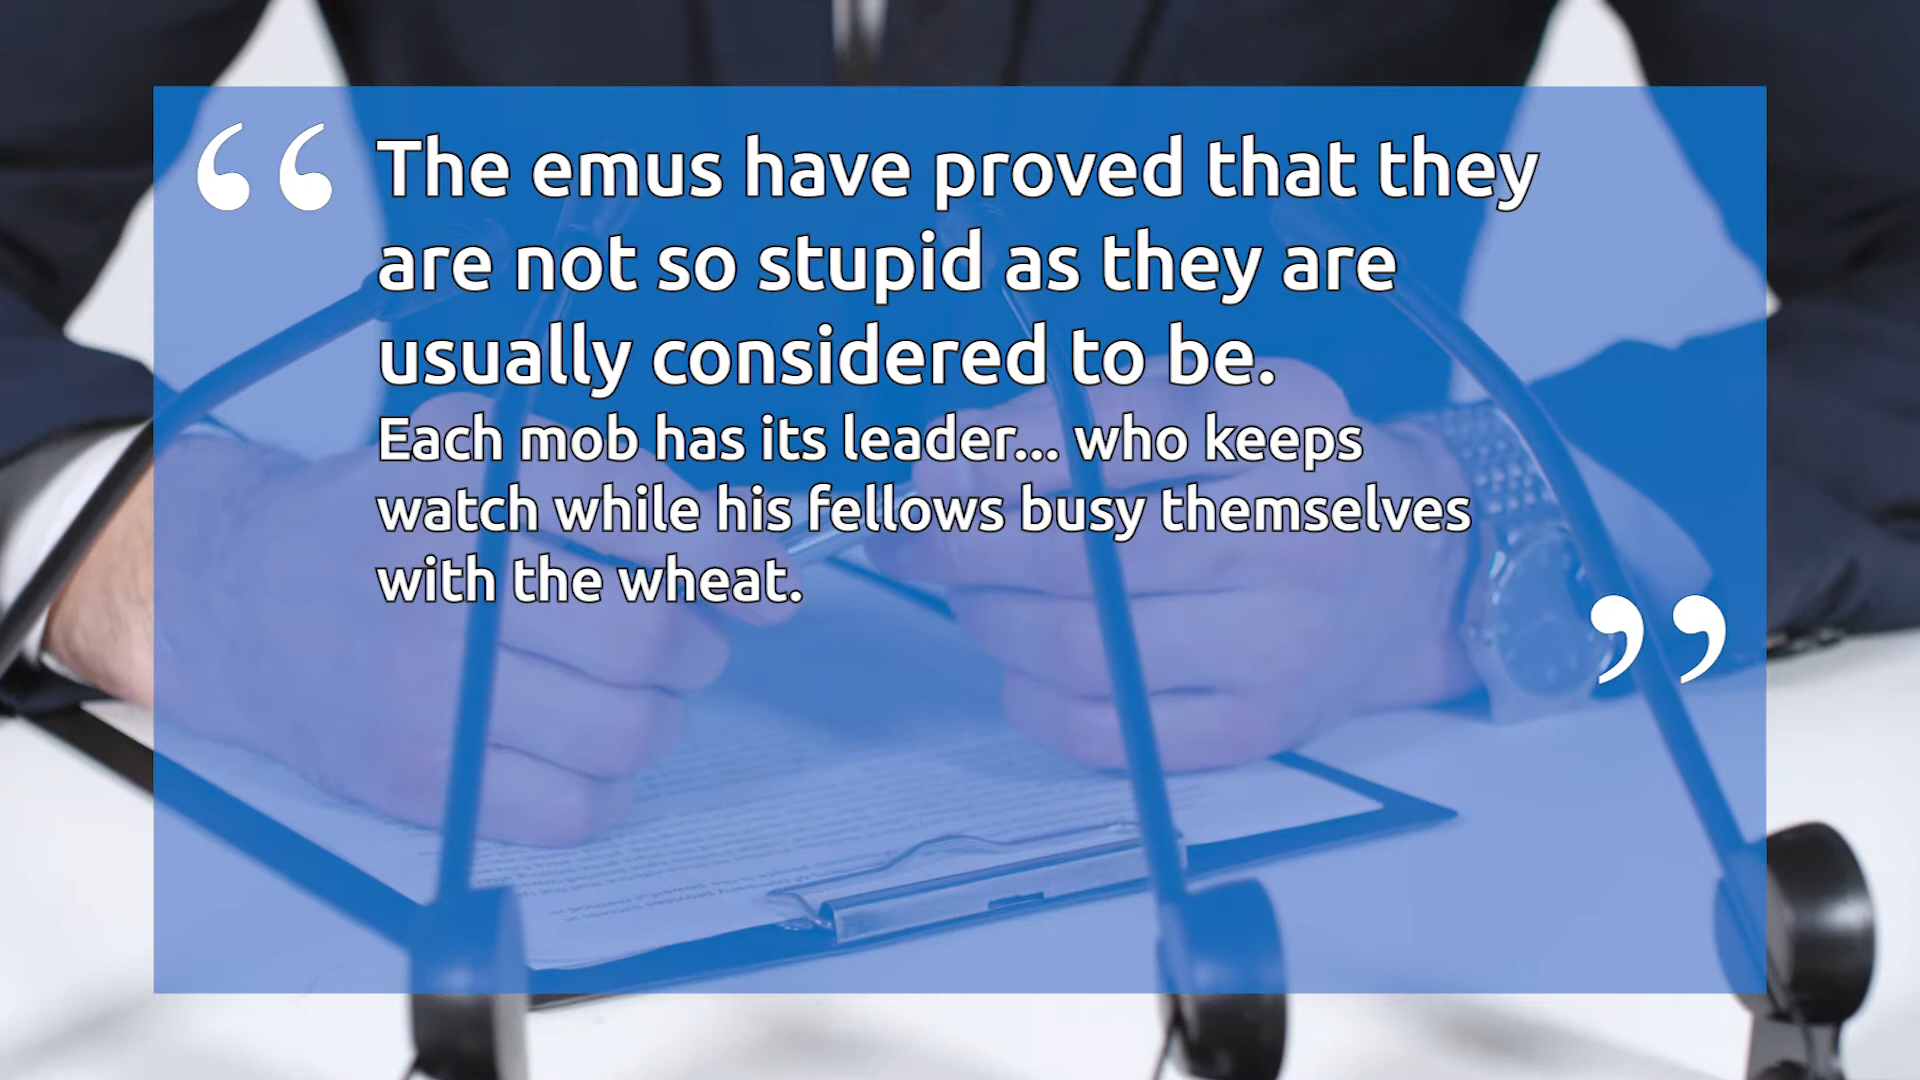 “ The emus have proved that they
are not so stupid as they are
usually considered to be.
Each mob has its leader... who keeps
watch while his fellows busy themselves
with the wheat. ”